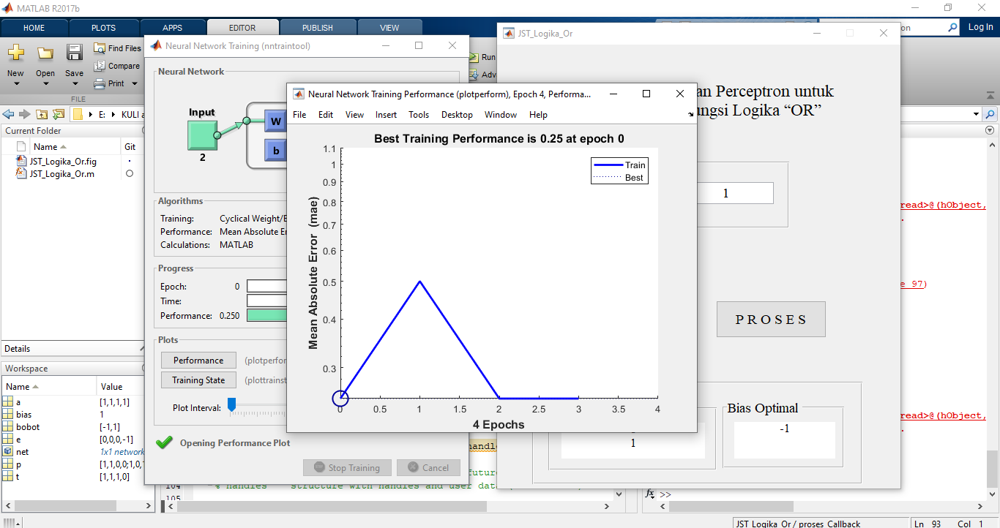 MATLAB R2017b
HOME
PLOTS
APPS
EDITOR
PUBLISH
VIEW
Log In
New
Open
Save
Find Files
Compare
Print
FILE
Run
Adv
E:
KULI
Current Folder
Name
Git
JST_Logika_Or.fig
JST_Logika_Or.m
Details
Workspace
Name Value
a [1,1,1,1]
bias 1
bobot [-1,1]
e [0,0,0,-1]
net 1x1 network
p [1,1,0,0;1,0,1
t [1,1,1,0]
Neural Network Training (nntraintool)
Neural Network
Input
2
W
b
Algorithms
Training: Cyclical Weight/B
Performance: Mean Absolute Er
Calculations: MATLAB
Progress
Epoch: 0
Time:
Performance: 0.250
Plots
Performance (plotperfor
Training State (plottrainst
Plot Interval:
Opening Performance Plot
Stop Training
Cancel
Neural Network Training Performance (plotperform), Epoch 4, Performa...
File Edit View Insert Tools Desktop Window Help
Best Training Performance is 0.25 at epoch 0
Mean Absolute Error (mae)
1.1
1
0.9
0.8
0.7
0.6
0.5
0.4
0.3
Train
Best
0 0.5 1 1.5 2 2.5 3 3.5 4
4 Epochs
JST_Logika_Or
an Perceptron untuk
ngsi Logika “OR”
1
P R O S E S
Bias Optimal
1
-1
read>@(hObject,
e 97)
read>@(hObject,
handle
future
104 % handles structure with handles and user data
105
fx >>
JST_Logika_Or / proses_Callback
Ln 93 Col 1